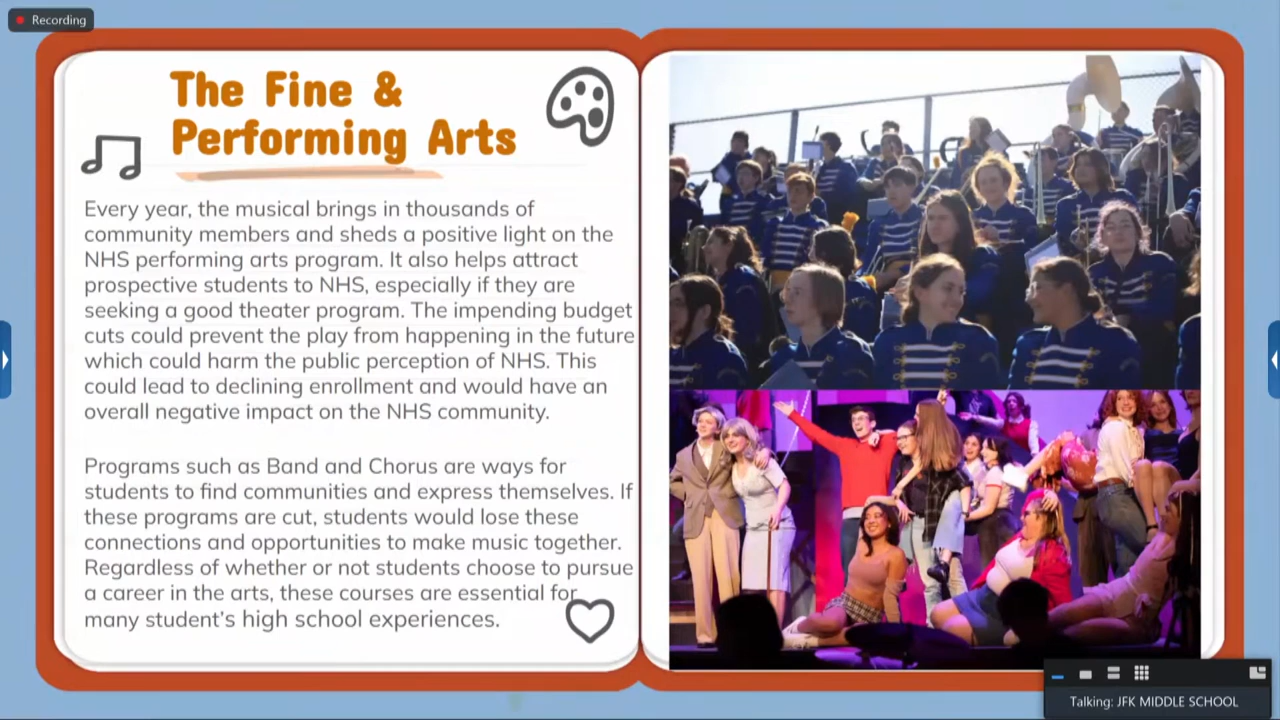 Recording
The Fine &
Performing Arts
Every year, the musical brings in thousands of
community members and sheds a positive light on the
NHS performing arts program. It also helps attract
prospective students to NHS, especially if they are
seeking a good theater program. The impending budget
cuts could prevent the play from happening in the future
which could harm the public perception of NHS. This
could lead to declining enrollment and would have an
overall negative impact on the NHS community.
Programs such as Band and Chorus are ways for
students to find communities and express themselves. If
these programs are cut, students would lose these
connections and opportunities to make music together.
Regardless of whether or not students choose to pursue
a career in the arts, these courses are essential for
many student's high school experiences.
Talking: JFK MIDDLE SCHOOL